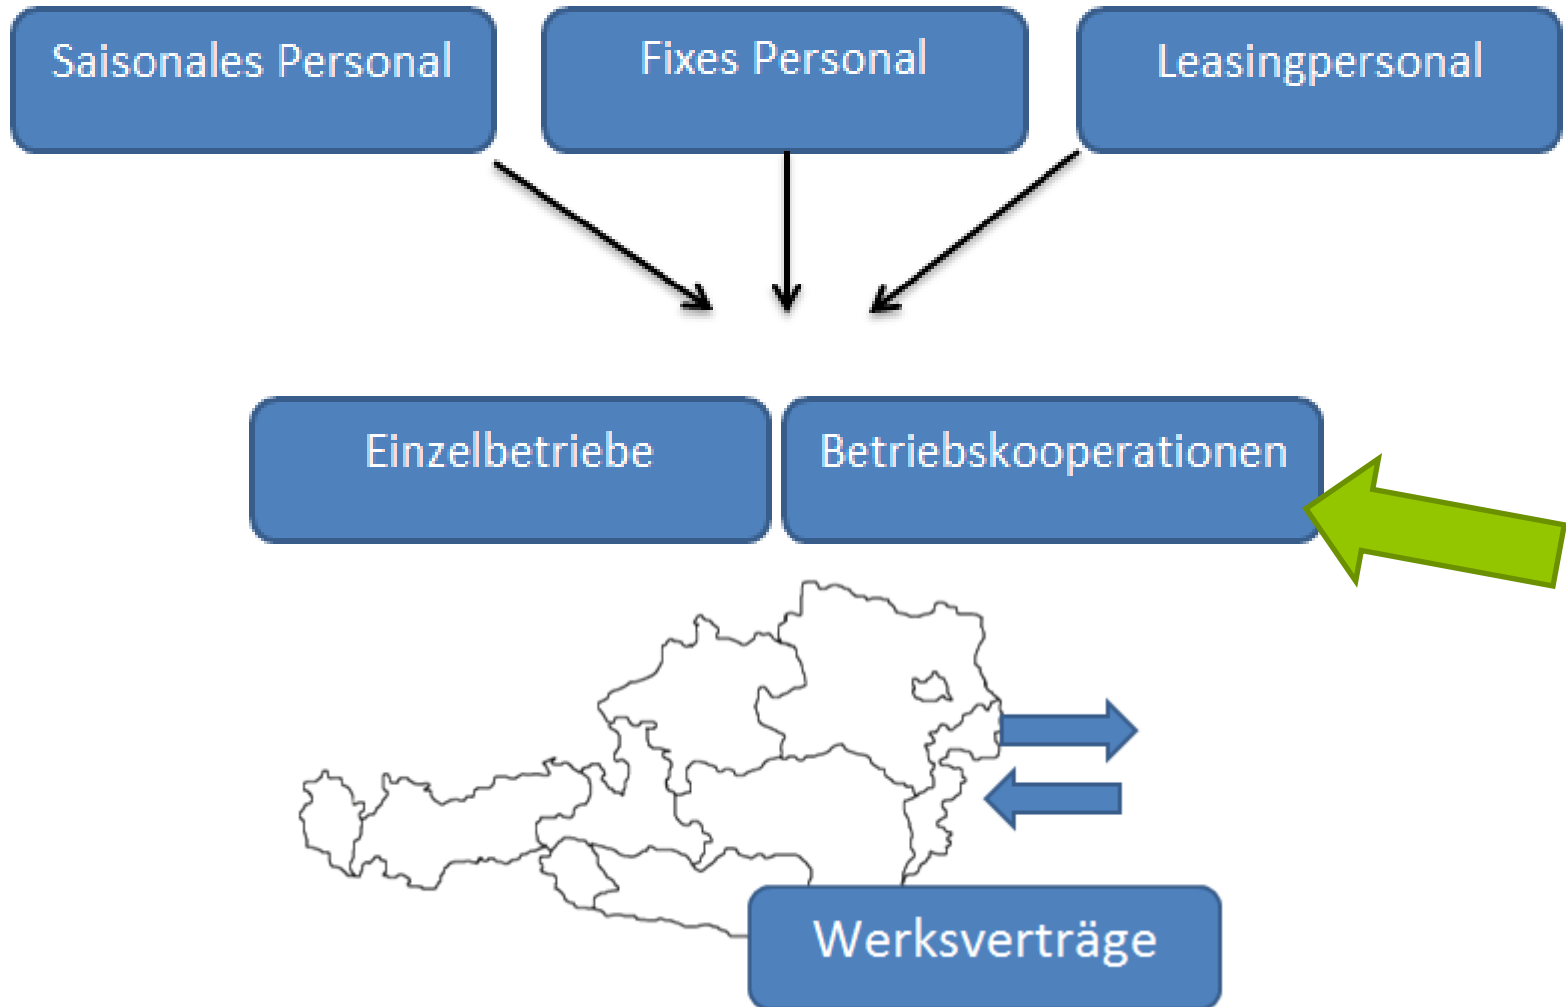 Saisonales Personal
Fixes Personal
Leasingpersonal
Einzelbetriebe
Betriebskooperationen
Werksverträge